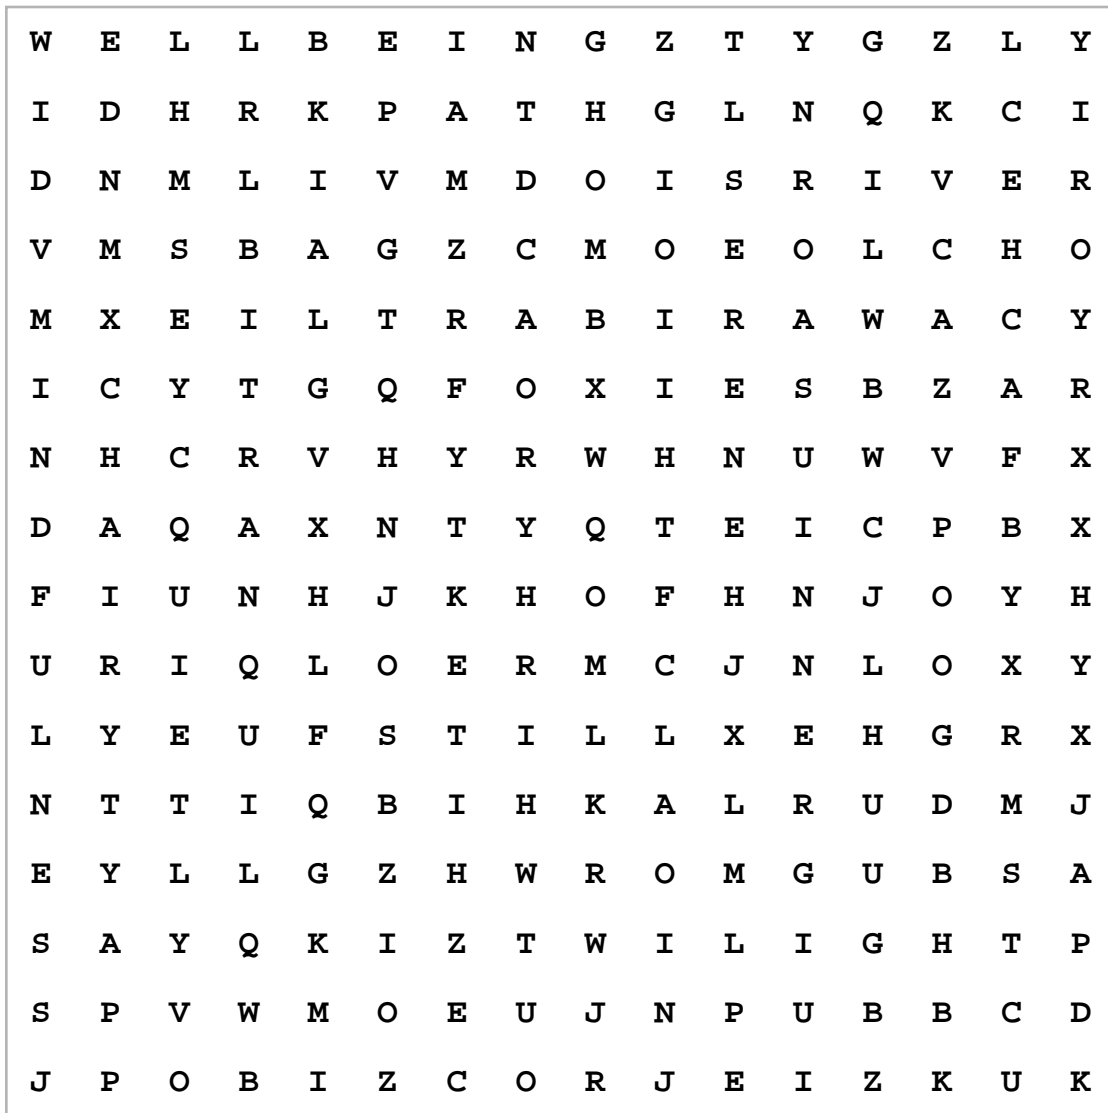 W E L L B E I N G Z T Y G Z L Y
I D H R K P A T H G L N Q K C I
D N M L I V M D O I S R I V E R
V M S B A G Z C M O E O L C H O
M X E I L T R A B I R A W A C Y
I C Y T G Q F O X I E S B Z A R
N H C R V H Y R W H N U W V F X
D A Q A X N T Y Q T E I C P B X
F I U N H J K H O F H N J O Y H
U R I Q L O E R M C J N L O X Y
L Y E U F S T I L L X E H G R X
N T T I Q B I H K A L R U D M J
E Y L L G Z H W R O M G U B S A
S A Y Q K I Z T W I L I G H T P
S P V W M O E U J N P U B B C D
J P O B I Z C O R J E I Z K U K